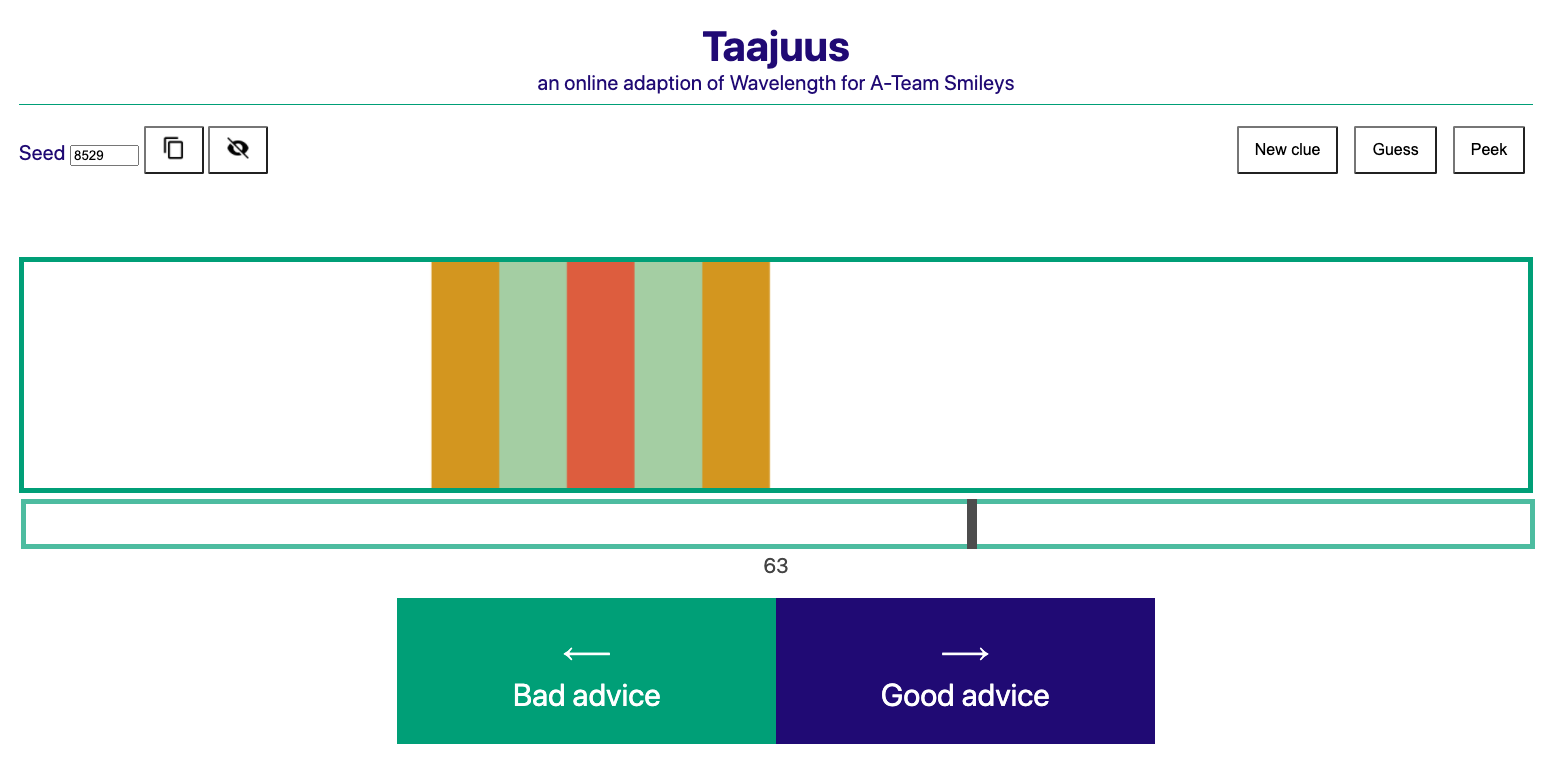 Taajuus
an online adaption of Wavelength for A-Team Smileys
Seed 8529
New clue
Guess
Peek
63
← →
Bad advice Good advice